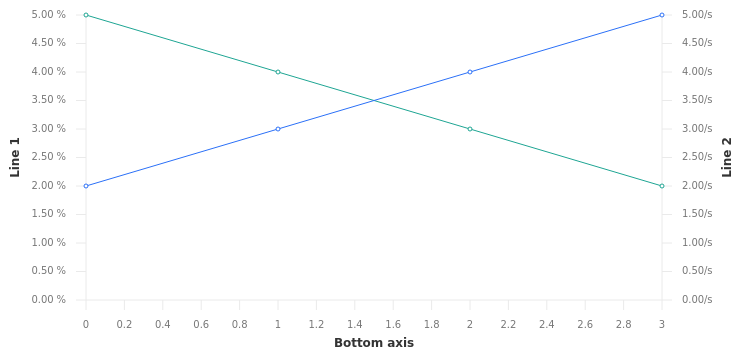 5.00 %
4.50 %
4.00 %
3.50 %
3.00 %
2.50 %
2.00 %
1.50 %
1.00 %
0.50 %
0.00 %
Line 1
5.00/s
4.50/s
4.00/s
3.50/s
3.00/s
2.50/s
2.00/s
1.50/s
1.00/s
0.50/s
0.00/s
Line 2
0 0.2 0.4 0.6 0.8 1 1.2 1.4 1.6 1.8 2 2.2 2.4 2.6 2.8 3
Bottom axis